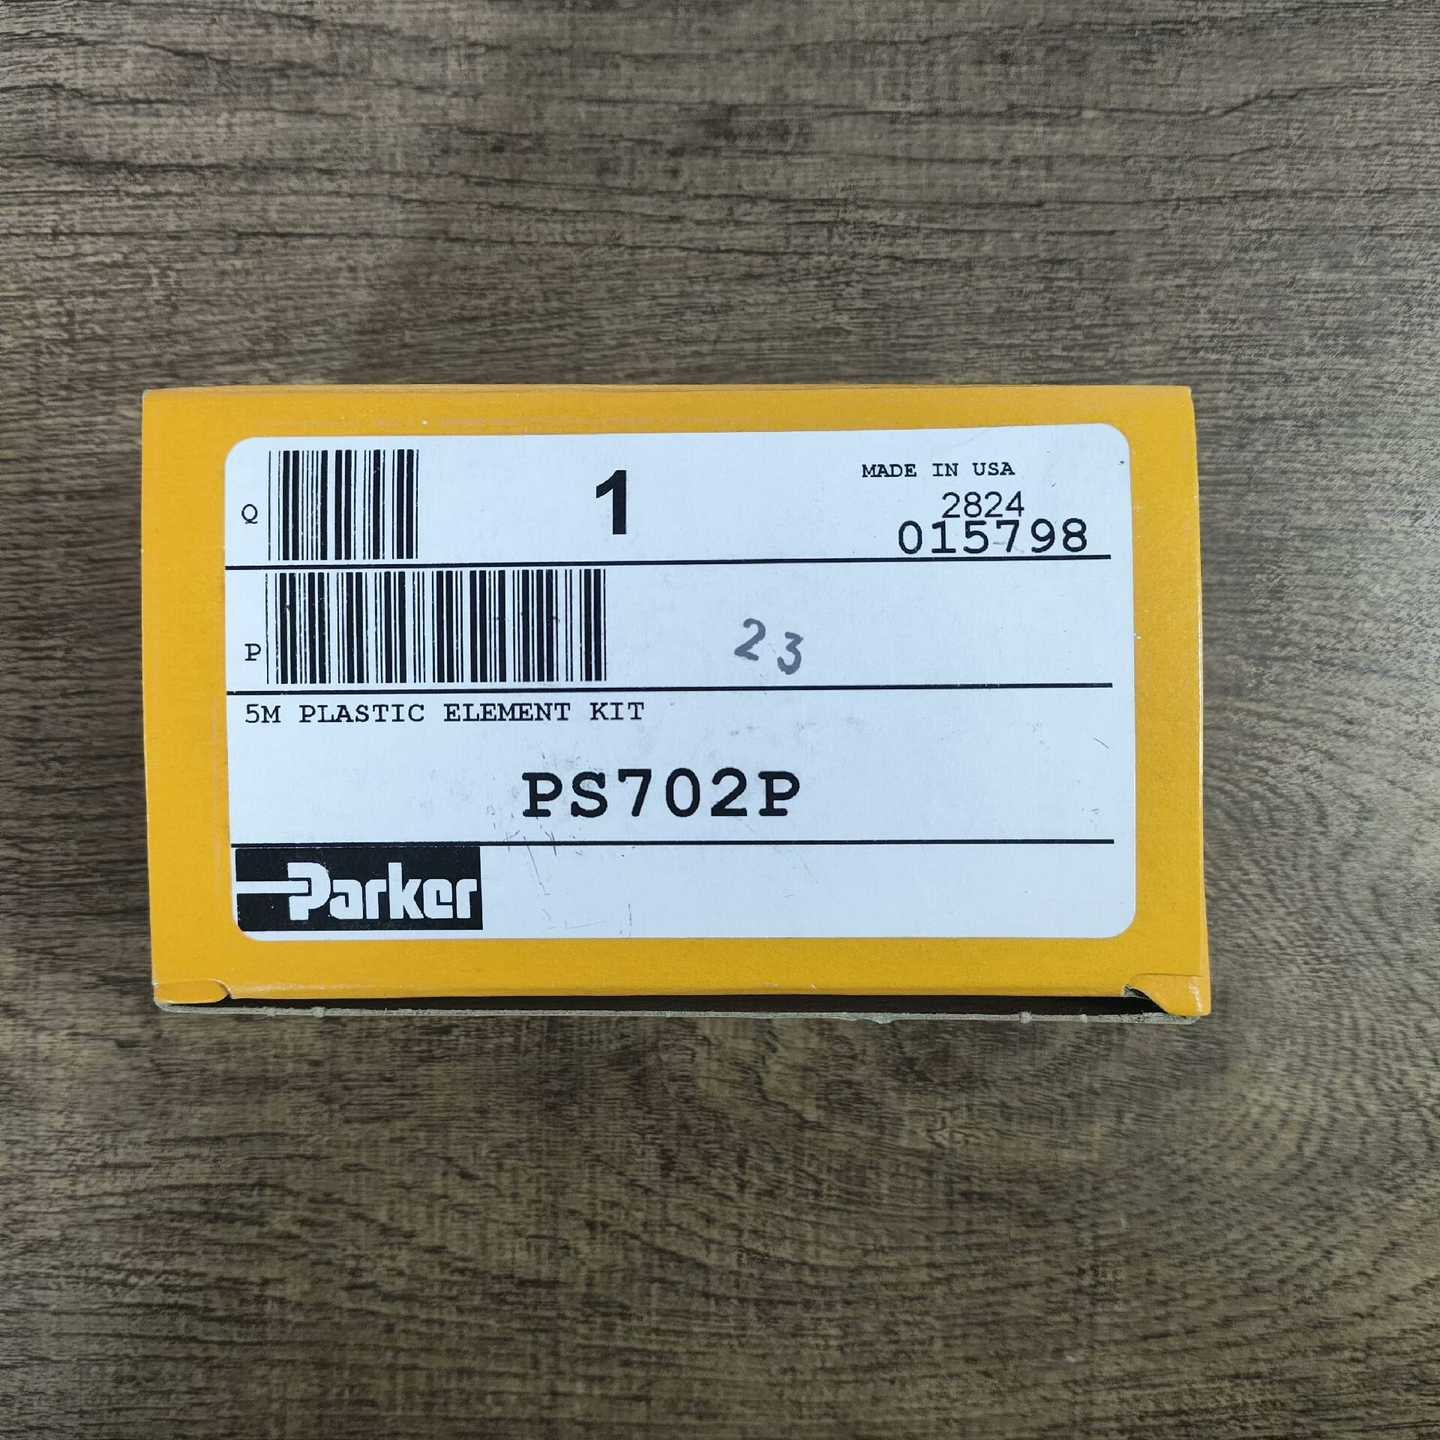 Q
1
MADE IN USA
2824
015798
P
23
5M PLASTIC ELEMENT KIT
PS702P
Parker